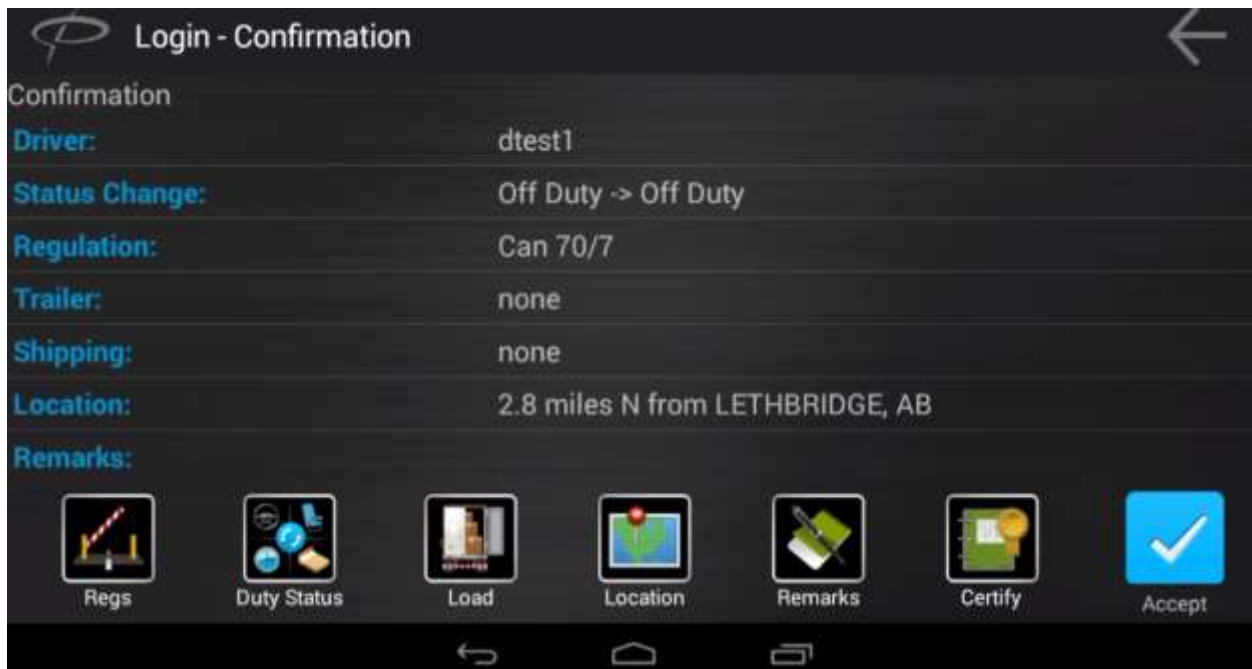 Login - Confirmation
Confirmation
Driver: dtest1
Status Change: Off Duty -> Off Duty
Regulation: Can 70/7
Trailer: none
Shipping: none
Location: 2.8 miles N from LETHBRIDGE, AB
Remarks:
Regs Duty Status Load Location Remarks Certify Accept